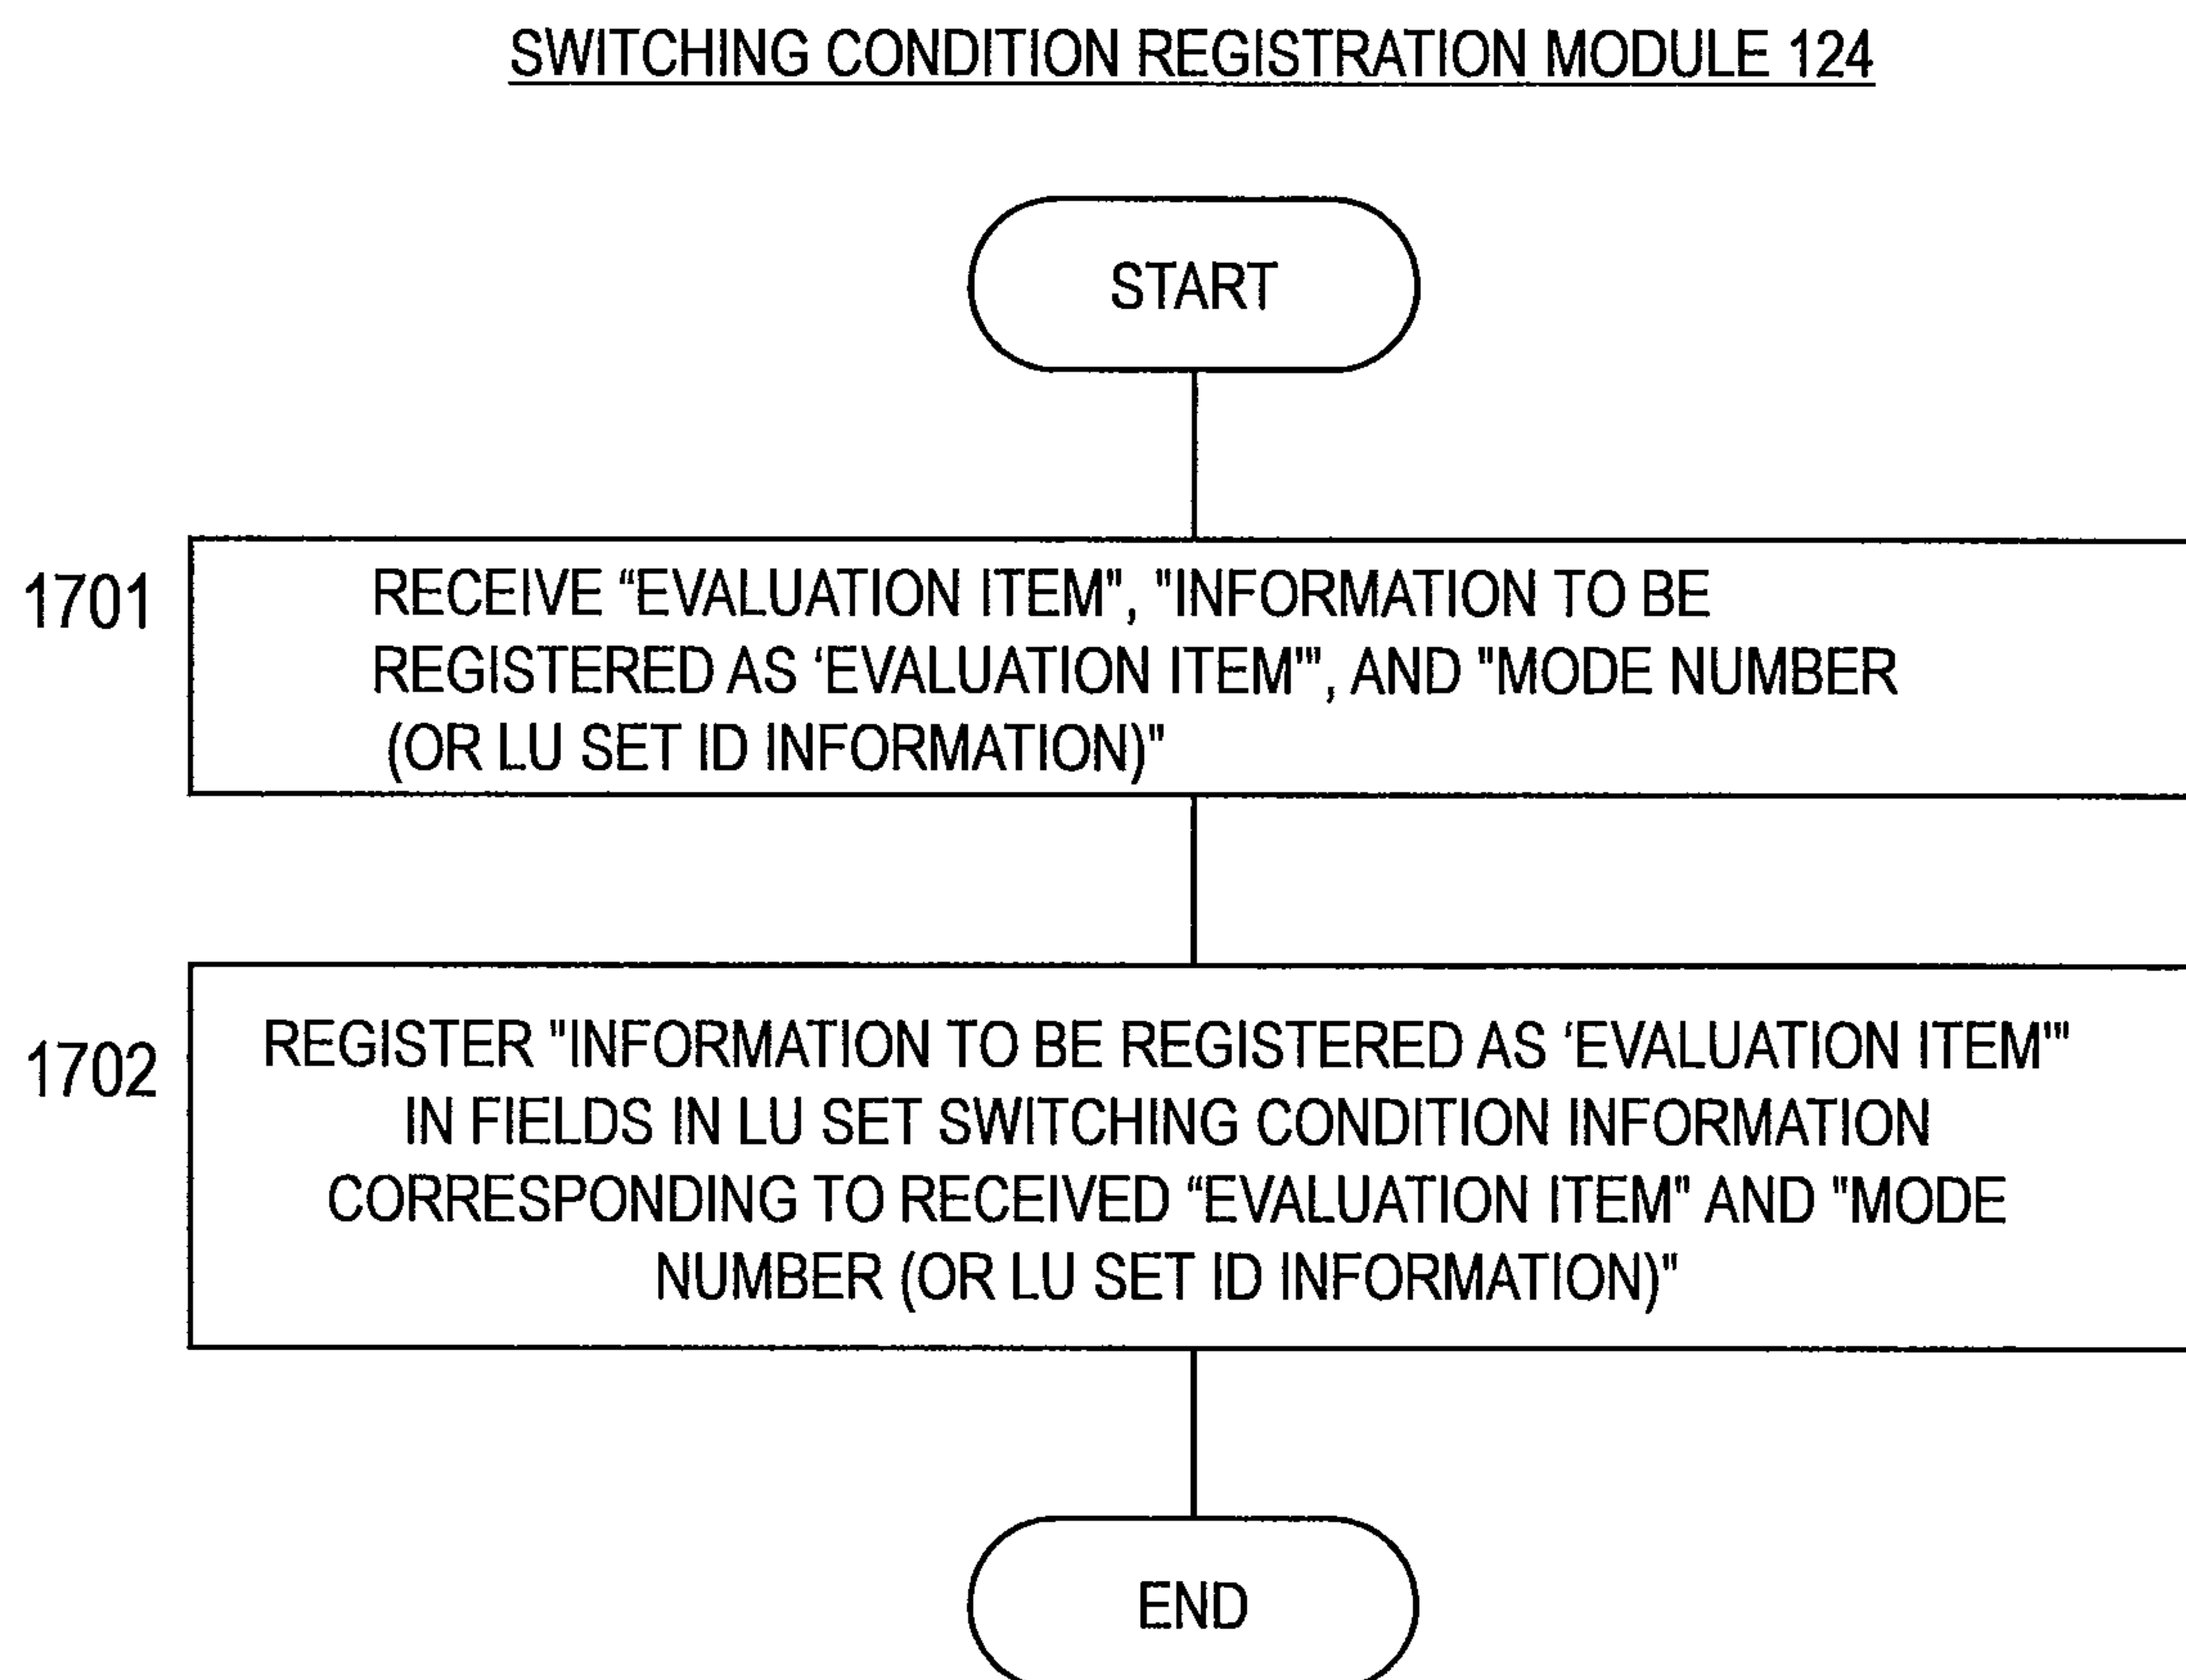 SWITCHING CONDITION REGISTRATION MODULE 124
START
1701
RECEIVE “EVALUATION ITEM", "INFORMATION TO BE
REGISTERED AS ‘EVALUATION ITEM'", AND "MODE NUMBER
(OR LU SET ID INFORMATION)"
1702
REGISTER "INFORMATION TO BE REGISTERED AS ‘EVALUATION ITEM'"
IN FIELDS IN LU SET SWITCHING CONDITION INFORMATION
CORRESPONDING TO RECEIVED “EVALUATION ITEM" AND "MODE
NUMBER (OR LU SET ID INFORMATION)"
END